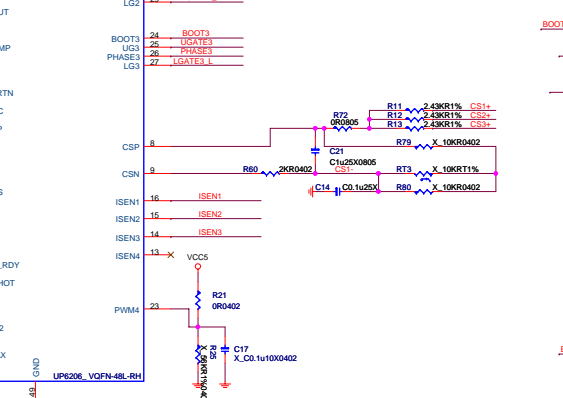 UT
LG2
BOOT3 24 BOOT3
UG3 25 UGATE3
PHASE3 26 PHASE3
LG3 27 LGATE3_L
BOOT
MP
RTN
C
P
R72
0R0805
R11 2.43KR1% CS1+
R12 2.43KR1% CS2+
R13 2.43KR1% CS3+
CSP 8
R79 X_10KR0402
C21
C1u25X0805
CSN 9
R60 2KR0402
CS1-
RT3 X_10KRT1%
C14 C0.1u25X
R80 X_10KR0402
S
ISEN1 16 ISEN1
ISEN2 15 ISEN2
ISEN3 14 ISEN3
ISEN4 13
VCC5
_RDY
HOT
R21
0R0402
PWM4 23
2
X
R25
C17
X_C0.1u10X0402
GND
49
UP6206_ VQFN-48L-RH